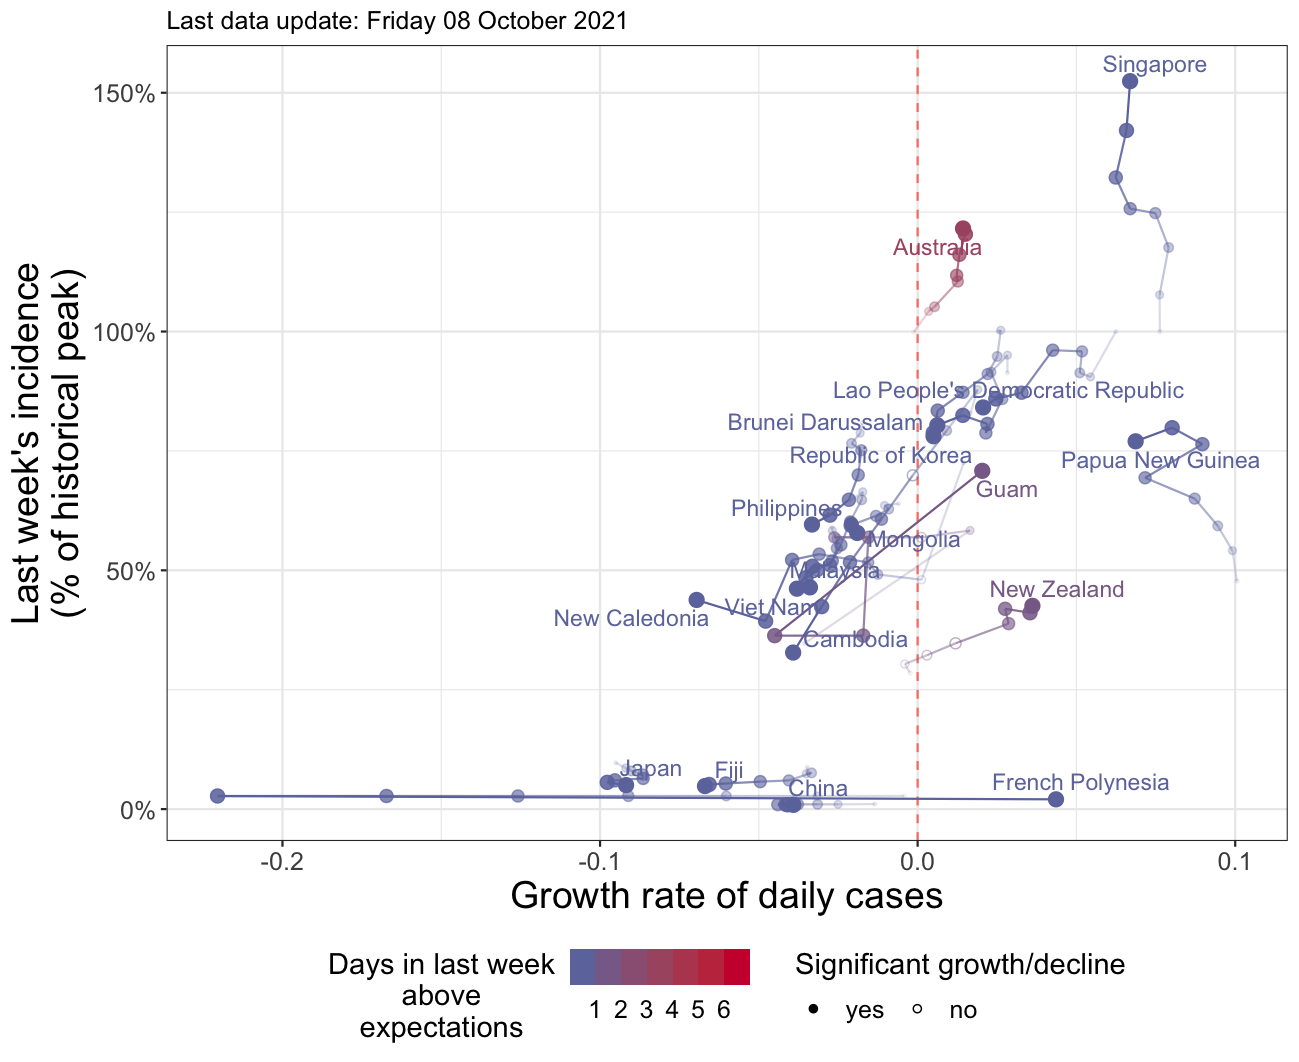 Last data update: Friday 08 October 2021
Last week's incidence
(% of historical peak)
150%
100%
50%
0%
Singapore
Australia
Lao People's Democratic Republic
Brunei Darussalam
Republic of Korea
Papua New Guinea
Guam
Philippines
Mongolia
Malaysia
New Zealand
Viet Nam
New Caledonia
Cambodia
Japan
Fiji
China
French Polynesia
-0.2
-0.1
0.0
0.1
Growth rate of daily cases
Days in last week
above
expectations
1 2 3 4 5 6
Significant growth/decline
yes
no